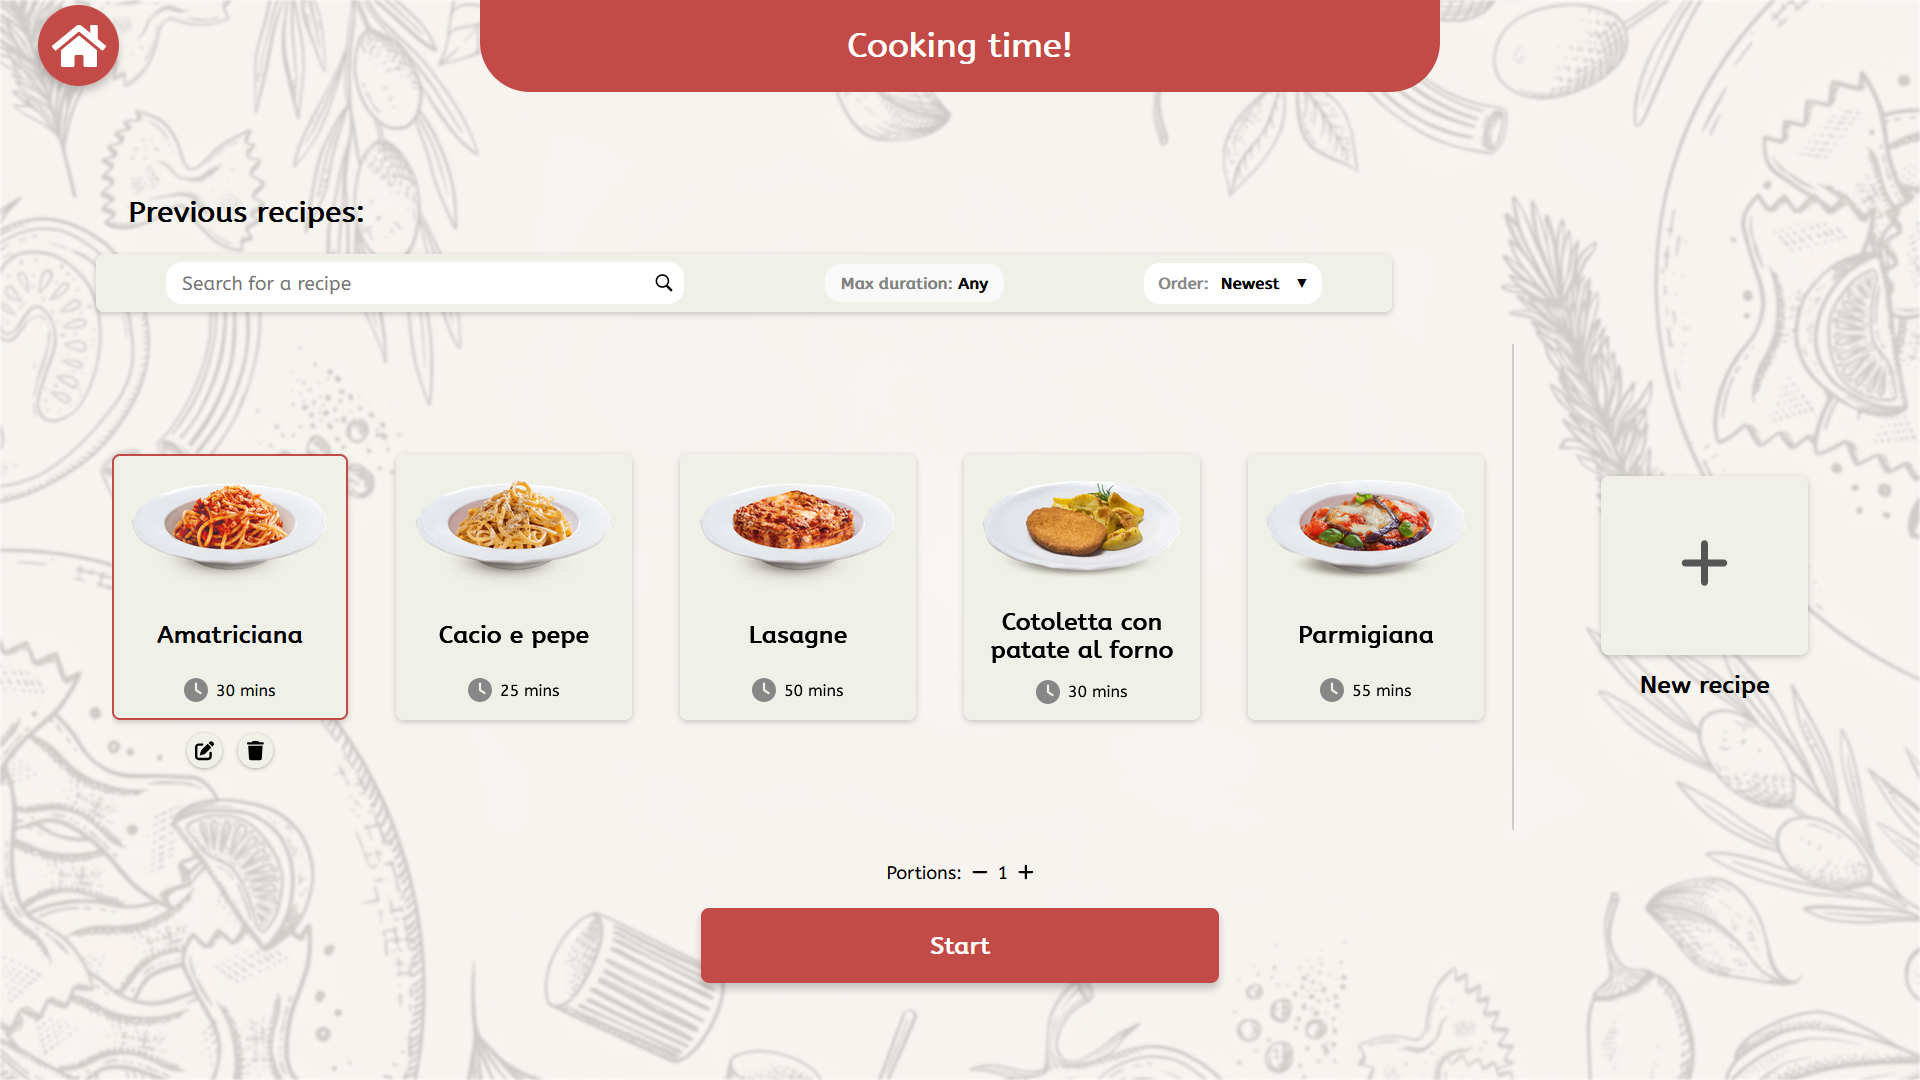 Cooking time!
Previous recipes:
Search for a recipe
Max duration: Any
Order: Newest ▼
Amatriciana
30 mins
Cacio e pepe
25 mins
Lasagne
50 mins
Cotoletta con
patate al forno
30 mins
Parmigiana
55 mins
New recipe
Portions: − 1 +
Start